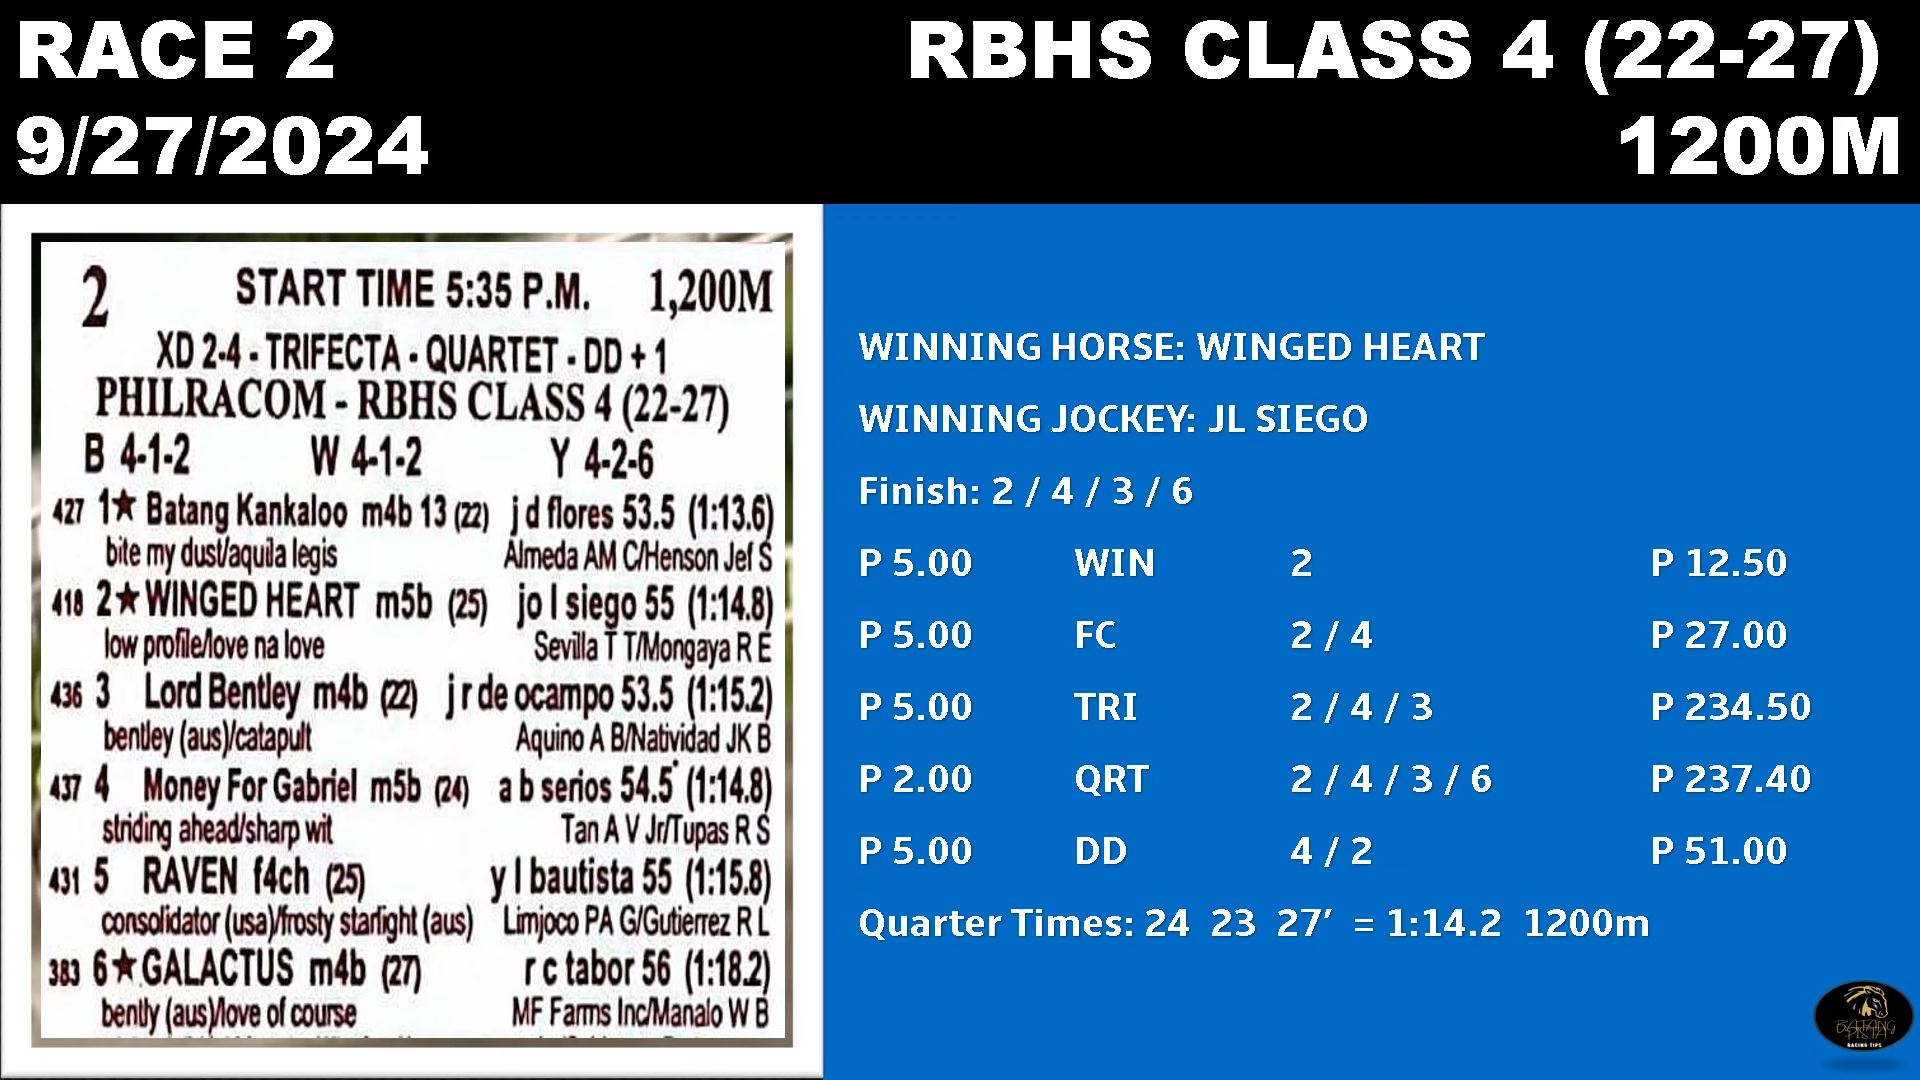 RACE 2
9/27/2024
RBHS CLASS 4 (22-27)
1200M
2 START TIME 5:35 P.M. 1,200M
XD 2-4 - TRIFECTA - QUARTET - DD + 1
PHILRACOM - RBHS CLASS 4 (22-27)
B 4-1-2 W 4-1-2 Y 4-2-6
427 1★ Batang Kankaloo m4b 13 (22) j d flores 53.5 (1:13.6)
bite my dust/aquila legis Almeda AM C/Henson Jef S
418 2★ WINGED HEART m5b (25) jo l siego 55 (1:14.8)
low profile/love na love Sevilla T T/Mongaya R E
436 3 Lord Bentley m4b (22) j r de ocampo 53.5 (1:15.2)
bentley (aus)/catapult Aquino A B/Natividad JK B
437 4 Money For Gabriel m5b (24) a b serios 54.5 (1:14.8)
striding ahead/sharp wit Tan A V Jr/Tupas R S
431 5 RAVEN f4ch (25) y l bautista 55 (1:15.8)
consolidator (usa)/frosty starlight (aus) Limjoco PA G/Gutierrez R L
383 6★ GALACTUS m4b (27) r c tabor 56 (1:18.2)
bently (aus)/love of course MF Farms Inc/Manalo W B
WINNING HORSE: WINGED HEART
WINNING JOCKEY: JL SIEGO
Finish: 2 / 4 / 3 / 6
P 5.00 WIN 2 P 12.50
P 5.00 FC 2 / 4 P 27.00
P 5.00 TRI 2 / 4 / 3 P 234.50
P 2.00 QRT 2 / 4 / 3 / 6 P 237.40
P 5.00 DD 4 / 2 P 51.00
Quarter Times: 24 23 27’ = 1:14.2 1200m
BATANG
PISTA
RACING TIPS